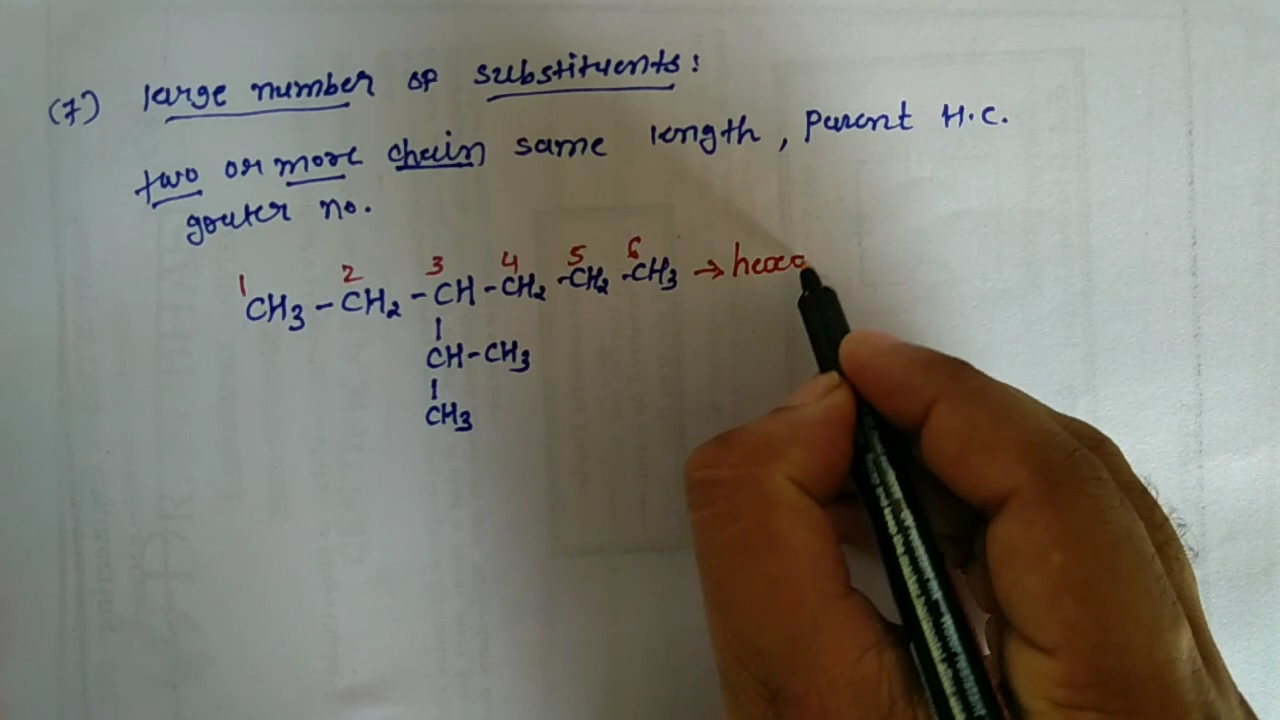 (7) large number of substituents:
two or more chain same length, Parent H.C.
greater no.
1 2 3 4 5 6
CH3 - CH2 - CH - CH2 - CH2 - CH3 → hexa
CH - CH3
CH3